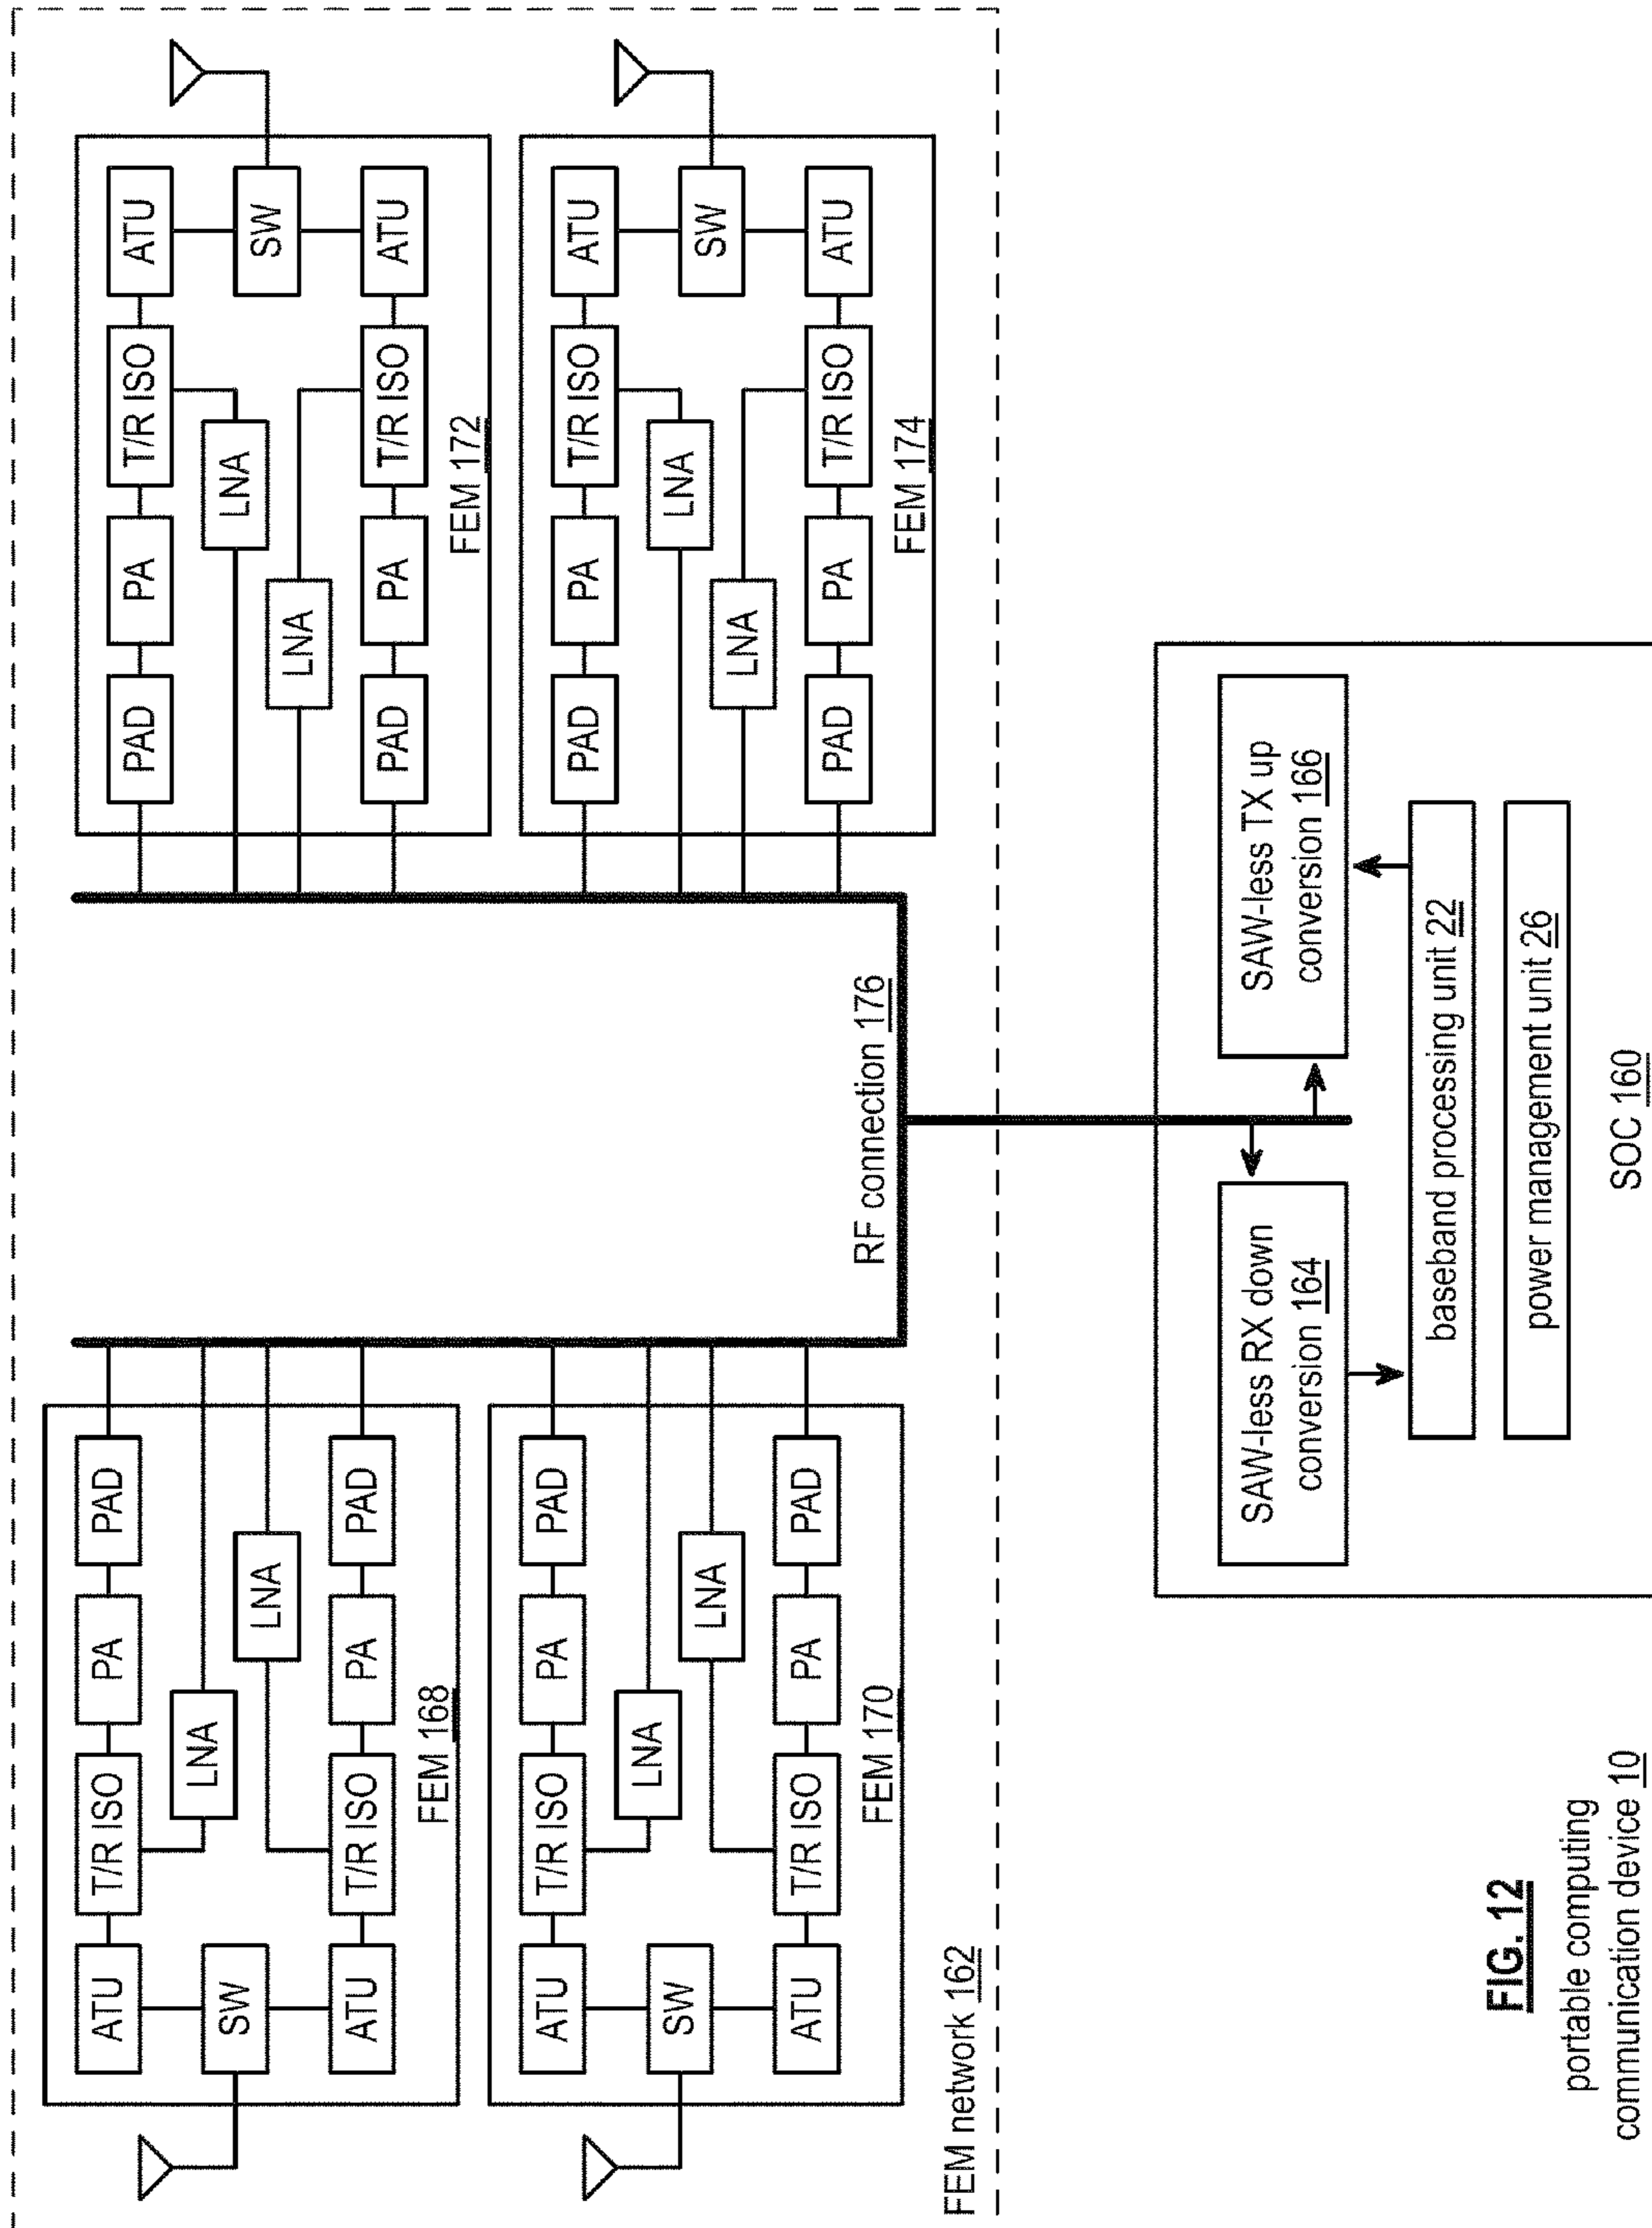 ATU
T/R ISO
PA
PAD
LNA
SW
LNA
ATU
T/R ISO
PA
PAD
FEM 168
PAD
PA
T/R ISO
ATU
LNA
LNA
SW
PAD
PA
T/R ISO
ATU
FEM 172
ATU
T/R ISO
PA
PAD
LNA
SW
LNA
ATU
T/R ISO
PA
PAD
FEM 170
PAD
PA
T/R ISO
ATU
LNA
LNA
SW
PAD
PA
T/R ISO
ATU
FEM 174
RF connection 176
FEM network 162
SAW-less RX down
conversion 164
SAW-less TX up
conversion 166
baseband processing unit 22
power management unit 26
SOC 160
FIG. 12
portable computing
communication device 10